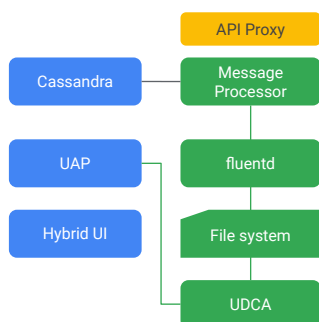 API Proxy
Cassandra
Message
Processor
UAP
fluentd
Hybrid UI
File system
UDCA